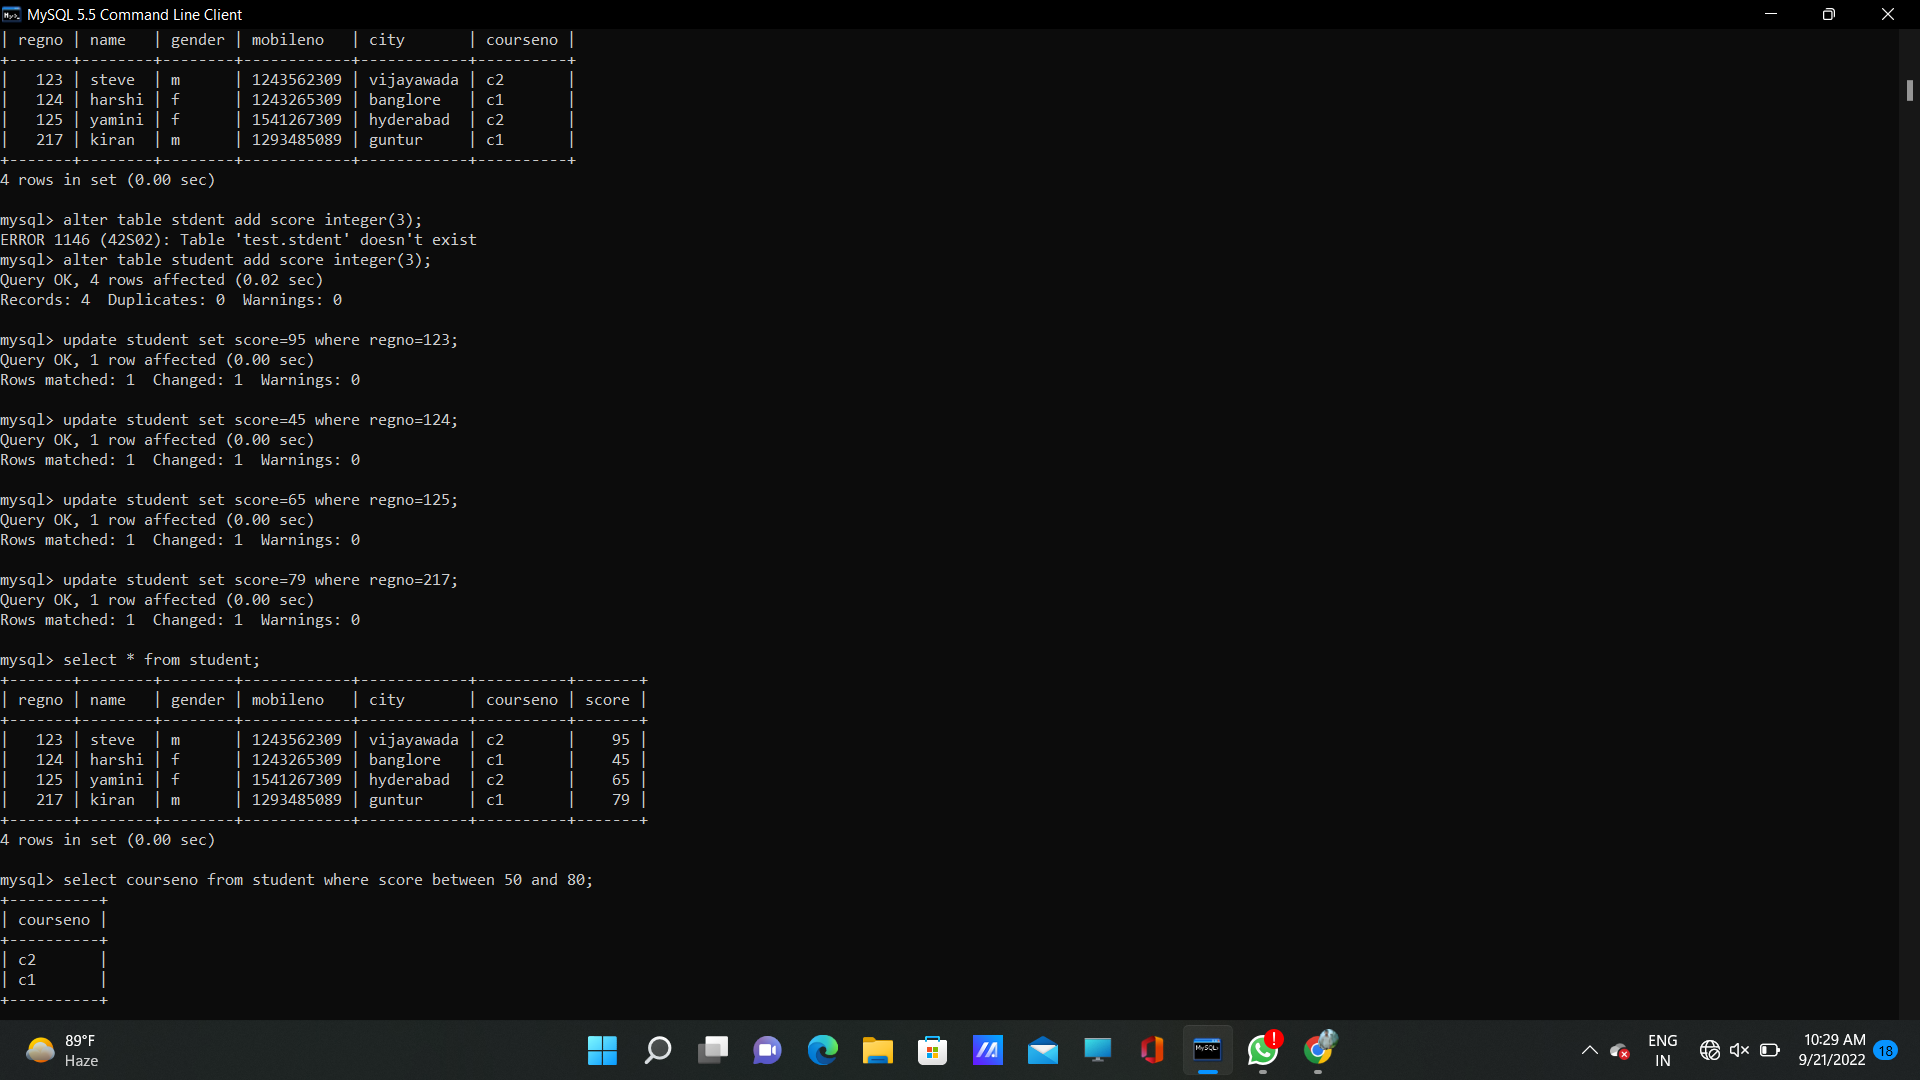 MySQL 5.5 Command Line Client
| regno | name   | gender | mobileno   | city       | courseno |
+-------+--------+--------+------------+------------+----------+
|   123 | steve  | m      | 1243562309 | vijayawada | c2       |
|   124 | harshi | f      | 1243265309 | banglore   | c1       |
|   125 | yamini | f      | 1541267309 | hyderabad  | c2       |
|   217 | kiran  | m      | 1293485089 | guntur     | c1       |
+-------+--------+--------+------------+------------+----------+
4 rows in set (0.00 sec)
mysql> alter table stdent add score integer(3);
ERROR 1146 (42S02): Table 'test.stdent' doesn't exist
mysql> alter table student add score integer(3);
Query OK, 4 rows affected (0.02 sec)
Records: 4  Duplicates: 0  Warnings: 0
mysql> update student set score=95 where regno=123;
Query OK, 1 row affected (0.00 sec)
Rows matched: 1  Changed: 1  Warnings: 0
mysql> update student set score=45 where regno=124;
Query OK, 1 row affected (0.00 sec)
Rows matched: 1  Changed: 1  Warnings: 0
mysql> update student set score=65 where regno=125;
Query OK, 1 row affected (0.00 sec)
Rows matched: 1  Changed: 1  Warnings: 0
mysql> update student set score=79 where regno=217;
Query OK, 1 row affected (0.00 sec)
Rows matched: 1  Changed: 1  Warnings: 0
mysql> select * from student;
+-------+--------+--------+------------+------------+----------+-------+
| regno | name   | gender | mobileno   | city       | courseno | score |
+-------+--------+--------+------------+------------+----------+-------+
|   123 | steve  | m      | 1243562309 | vijayawada | c2       |    95 |
|   124 | harshi | f      | 1243265309 | banglore   | c1       |    45 |
|   125 | yamini | f      | 1541267309 | hyderabad  | c2       |    65 |
|   217 | kiran  | m      | 1293485089 | guntur     | c1       |    79 |
+-------+--------+--------+------------+------------+----------+-------+
4 rows in set (0.00 sec)
mysql> select courseno from student where score between 50 and 80;
+----------+
| courseno |
+----------+
| c2       |
| c1       |
+----------+
89°F
Haze
ENG
IN
10:29 AM
9/21/2022
18